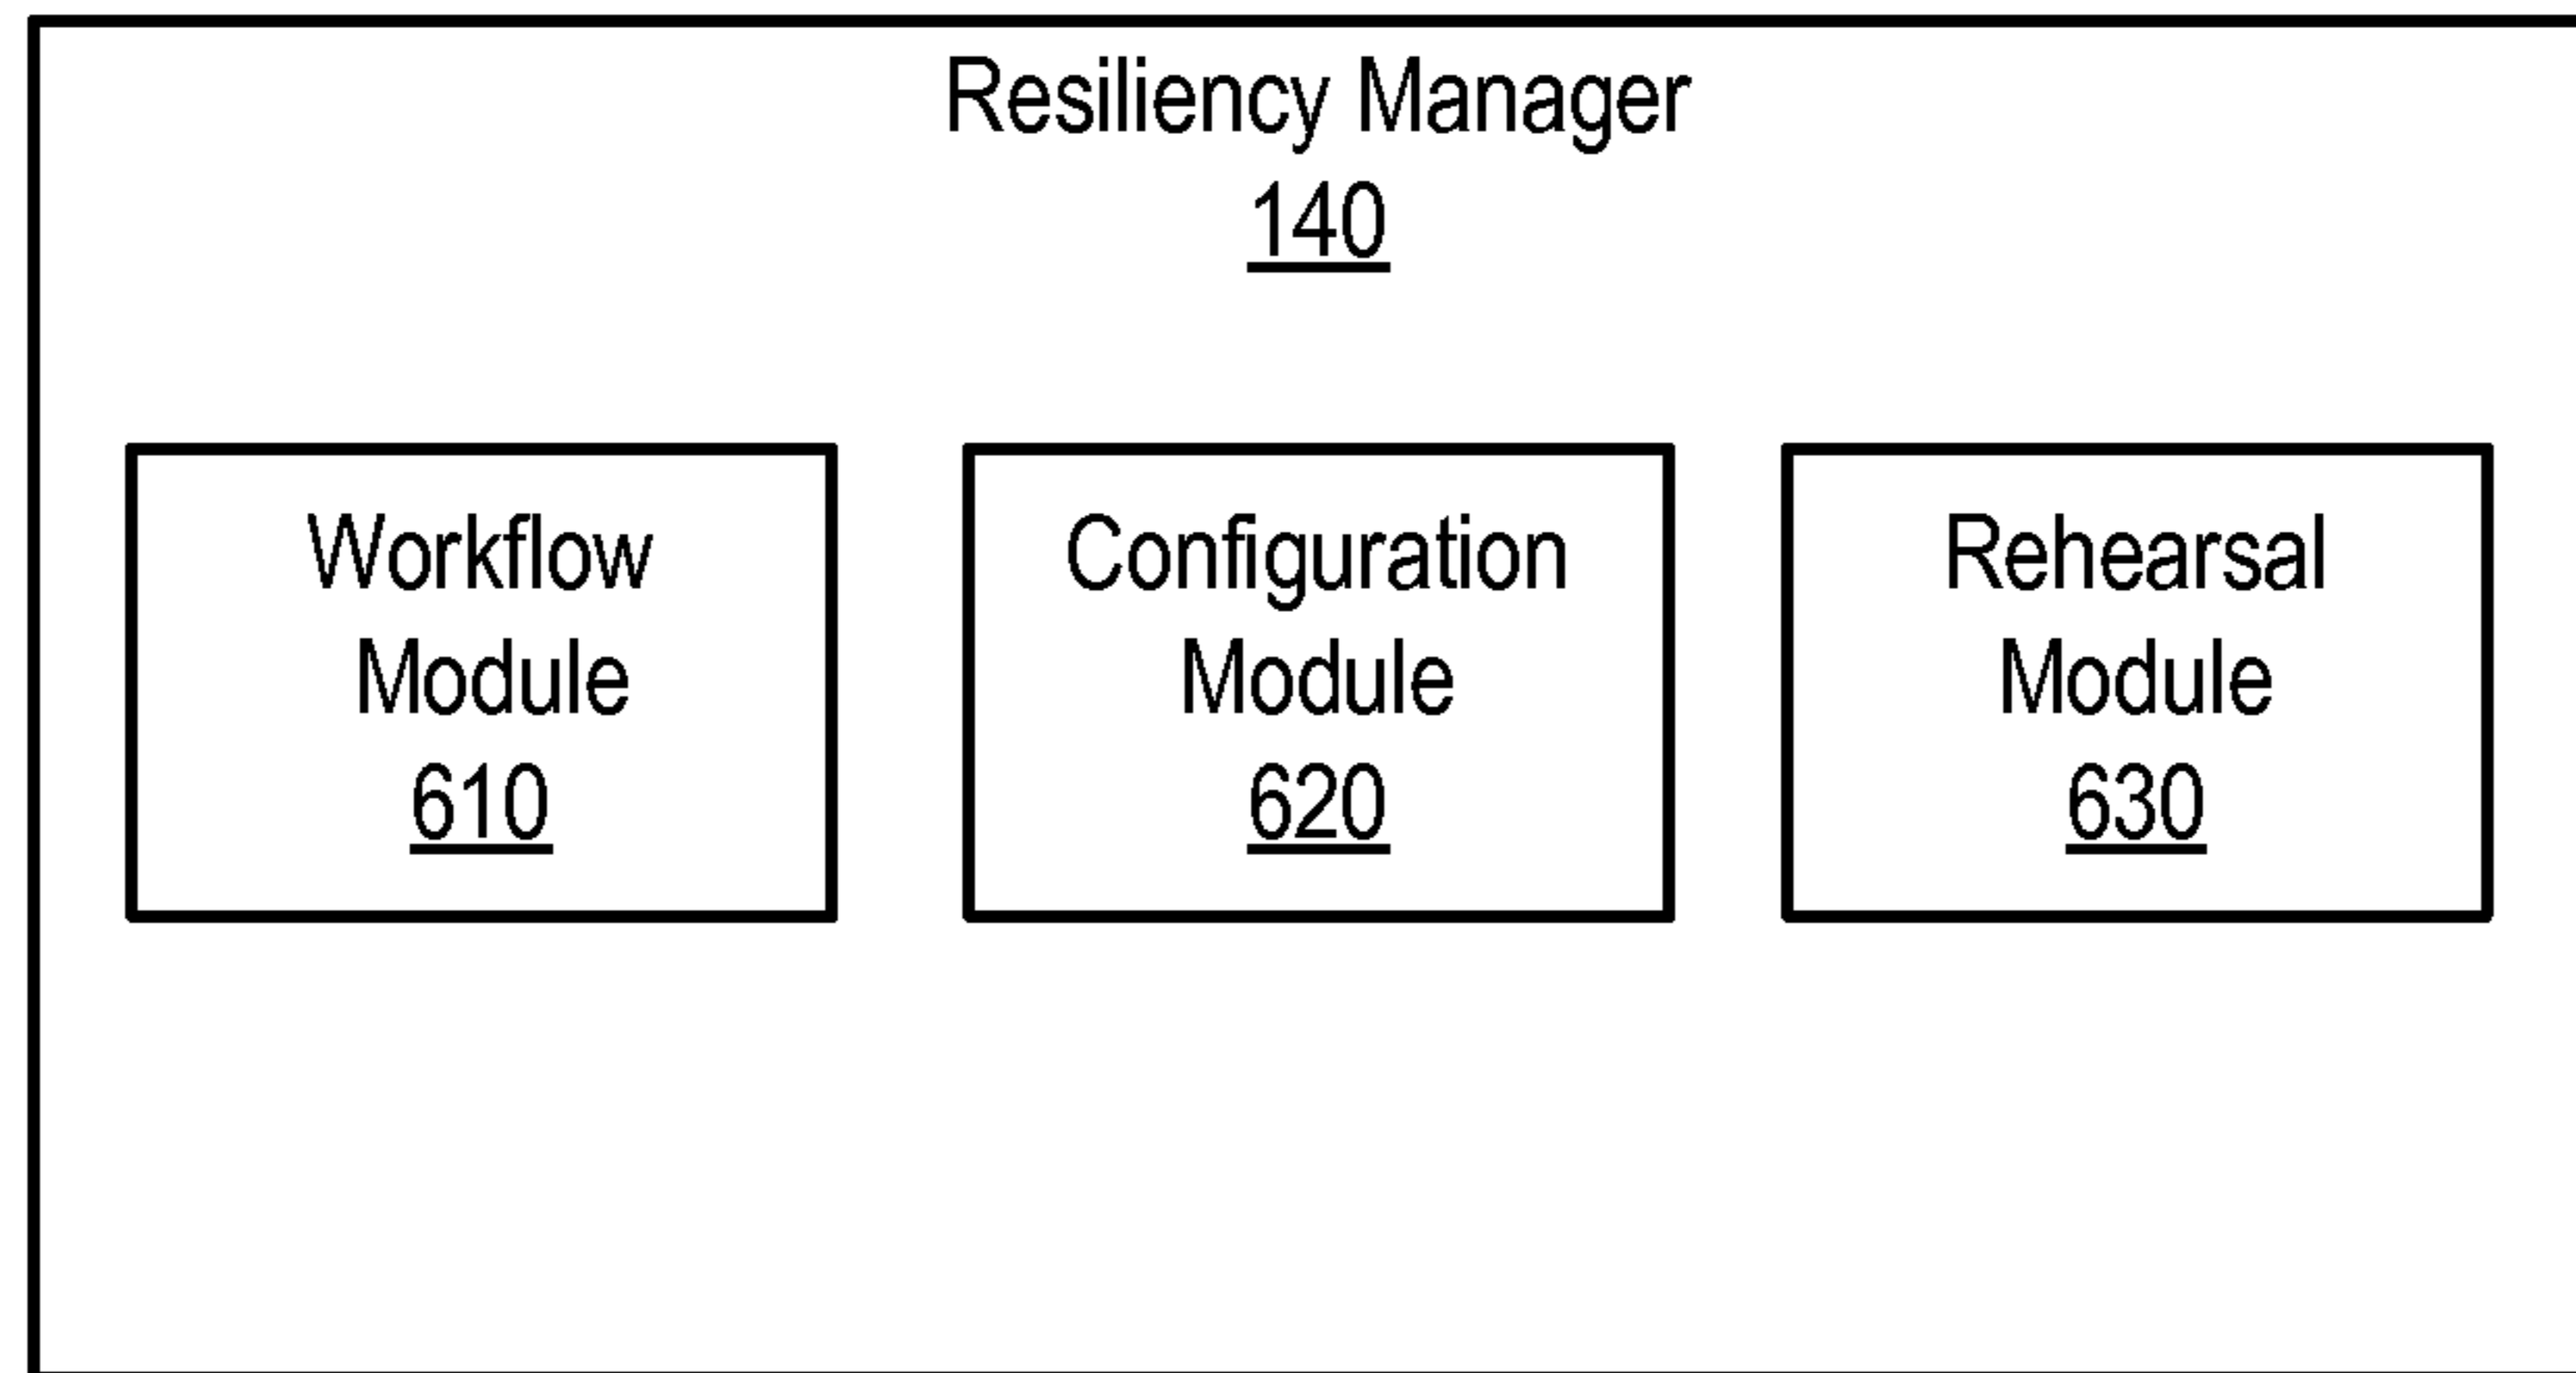 Resiliency Manager
140
Workflow
Module
610
Configuration
Module
620
Rehearsal
Module
630